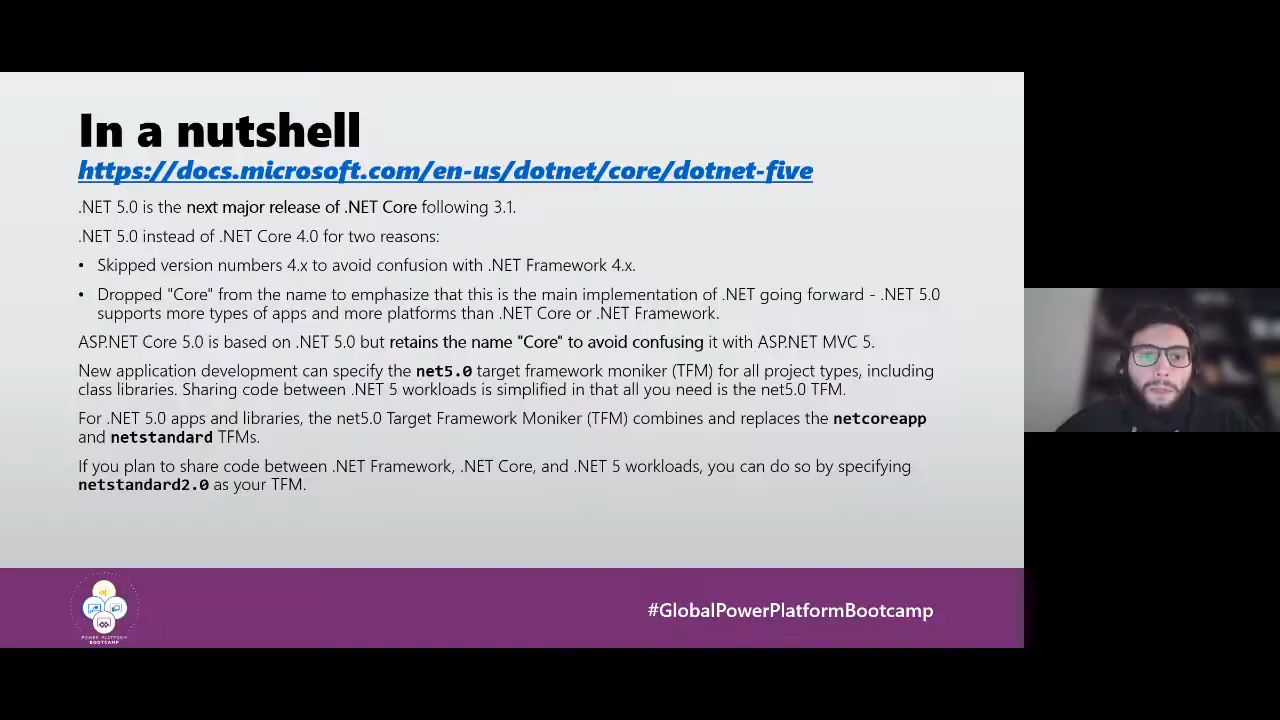 In a nutshell
https://docs.microsoft.com/en-us/dotnet/core/dotnet-five
.NET 5.0 is the next major release of .NET Core following 3.1.
.NET 5.0 instead of .NET Core 4.0 for two reasons:
• Skipped version numbers 4.x to avoid confusion with .NET Framework 4.x.
• Dropped "Core" from the name to emphasize that this is the main implementation of .NET going forward - .NET 5.0
supports more types of apps and more platforms than .NET Core or .NET Framework.
ASP.NET Core 5.0 is based on .NET 5.0 but retains the name "Core" to avoid confusing it with ASP.NET MVC 5.
New application development can specify the net5.0 target framework moniker (TFM) for all project types, including
class libraries. Sharing code between .NET 5 workloads is simplified in that all you need is the net5.0 TFM.
For .NET 5.0 apps and libraries, the net5.0 Target Framework Moniker (TFM) combines and replaces the netcoreapp
and netstandard TFMs.
If you plan to share code between .NET Framework, .NET Core, and .NET 5 workloads, you can do so by specifying
netstandard2.0 as your TFM.
POWER PLATFORM
BOOTCAMP
#GlobalPowerPlatformBootcamp